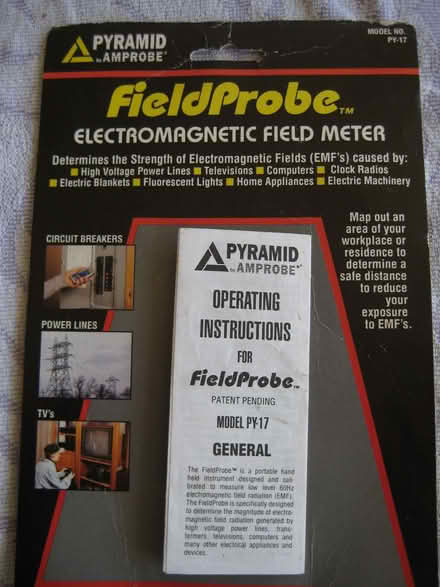 PYRAMID
by AMPROBE®
MODEL NO.
PY-17
FieldProbe™
ELECTROMAGNETIC FIELD METER
Determines the Strength of Electromagnetic Fields (EMF's) caused by:
■ High Voltage Power Lines ■ Televisions ■ Computers ■ Clock Radios
■ Electric Blankets ■ Fluorescent Lights ■ Home Appliances ■ Electric Machinery
Map out an
area of your
workplace or
residence to
determine a
safe distance
to reduce
your
exposure
to EMF's.
CIRCUIT BREAKERS
POWER LINES
TV's
PYRAMID
by AMPROBE®
OPERATING
INSTRUCTIONS
FOR
FieldProbe™
PATENT PENDING
MODEL PY-17
GENERAL
The FieldProbe™ is a portable hand
held instrument designed and cali-
brated to measure low level 60Hz
electromagnetic field radiation (EMF).
The FieldProbe is specifically designed
to determine the magnitude of electro-
magnetic field radiation generated by
high voltage power lines, trans-
formers, televisions, computers and
many other electrical appliances and
devices.